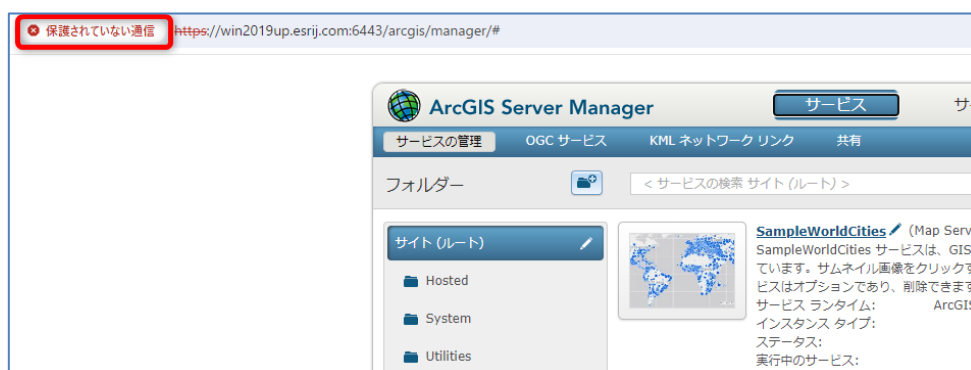 保護されていない通信 https://win2019up.esrij.com:6443/arcgis/manager/#
ArcGIS Server Manager サービス サ
サービスの管理 OGC サービス KML ネットワーク リンク 共有
フォルダー < サービスの検索 サイト (ルート) >
サイト (ルート)
Hosted
System
Utilities
SampleWorldCities (Map Serv
SampleWorldCities サービスは、GIS
ています。サムネイル画像をクリックす
ビスはオプションであり、削除できます
サービス ランタイム: ArcGIS
インスタンス タイプ:
ステータス:
実行中のサービス: